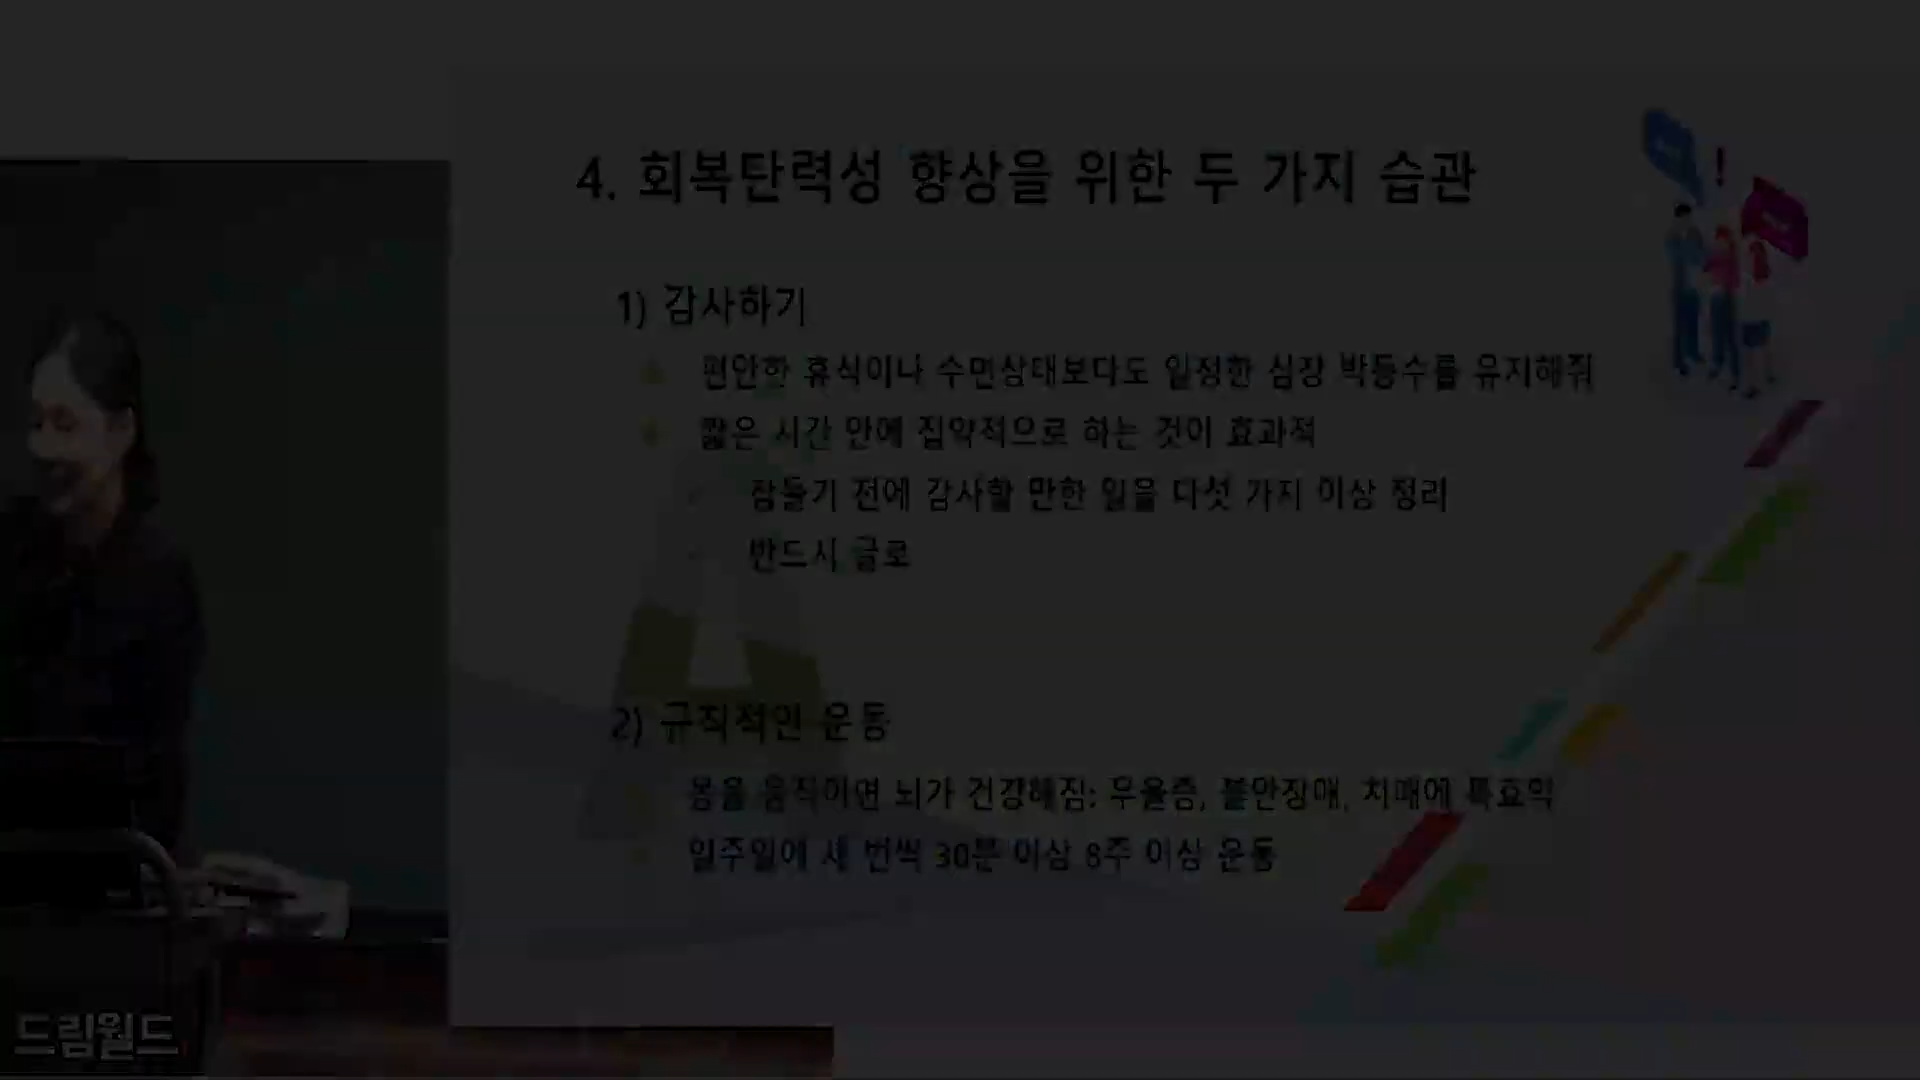 4. 회복탄력성 향상을 위한 두 가지 습관
1) 감사하기
편안한 휴식이나 수면상태보다도 일정한 심장 박동수를 유지해줘
짧은 시간 안에 집약적으로 하는 것이 효과적
잠들기 전에 감사할 만한 일을 다섯 가지 이상 정리
반드시 글로
2) 규칙적인 운동
몸을 움직이면 뇌가 건강해짐: 우울증, 불안장애, 치매에 특효약
일주일에 세 번씩 30분 이상 8주 이상 운동
드림월드